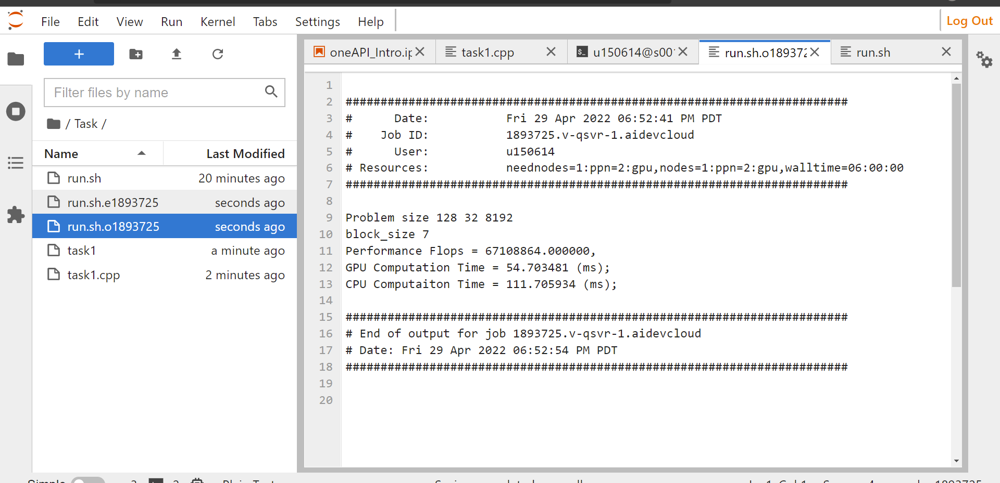 File Edit View Run Kernel Tabs Settings Help
Log Out
Filter files by name
/ Task /
Name Last Modified
run.sh 20 minutes ago
run.sh.e1893725 seconds ago
run.sh.o1893725 seconds ago
task1 a minute ago
task1.cpp 2 minutes ago
oneAPI_Intro.ip task1.cpp u150614@s001 run.sh.o189372 run.sh
1
2 ########################################################################
3 # Date: Fri 29 Apr 2022 06:52:41 PM PDT
4 # Job ID: 1893725.v-qsvr-1.aidevcloud
5 # User: u150614
6 # Resources: neednodes=1:ppn=2:gpu,nodes=1:ppn=2:gpu,walltime=06:00:00
7 ########################################################################
8
9 Problem size 128 32 8192
10 block_size 7
11 Performance Flops = 67108864.000000,
12 GPU Computation Time = 54.703481 (ms);
13 CPU Computaiton Time = 111.705934 (ms);
14
15 ########################################################################
16 # End of output for job 1893725.v-qsvr-1.aidevcloud
17 # Date: Fri 29 Apr 2022 06:52:54 PM PDT
18 ########################################################################
19
20
Simple